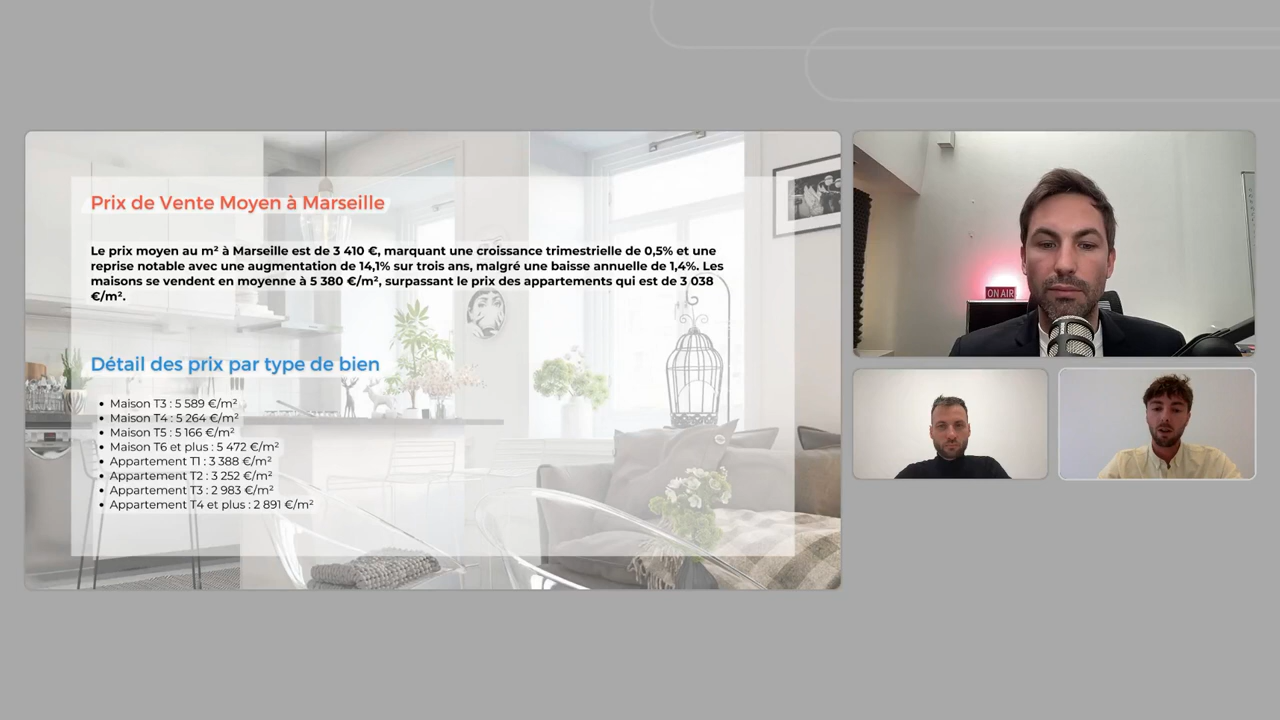 Prix de Vente Moyen à Marseille
Le prix moyen au m² à Marseille est de 3 410 €, marquant une croissance trimestrielle de 0,5% et une
reprise notable avec une augmentation de 14,1% sur trois ans, malgré une baisse annuelle de 1,4%. Les
maisons se vendent en moyenne à 5 380 €/m², surpassant le prix des appartements qui est de 3 038
€/m².
Détail des prix par type de bien
• Maison T3 : 5 589 €/m²
• Maison T4 : 5 264 €/m²
• Maison T5 : 5 166 €/m²
• Maison T6 et plus : 5 472 €/m²
• Appartement T1 : 3 388 €/m²
• Appartement T2 : 3 252 €/m²
• Appartement T3 : 2 983 €/m²
• Appartement T4 et plus : 2 891 €/m²
ON AIR